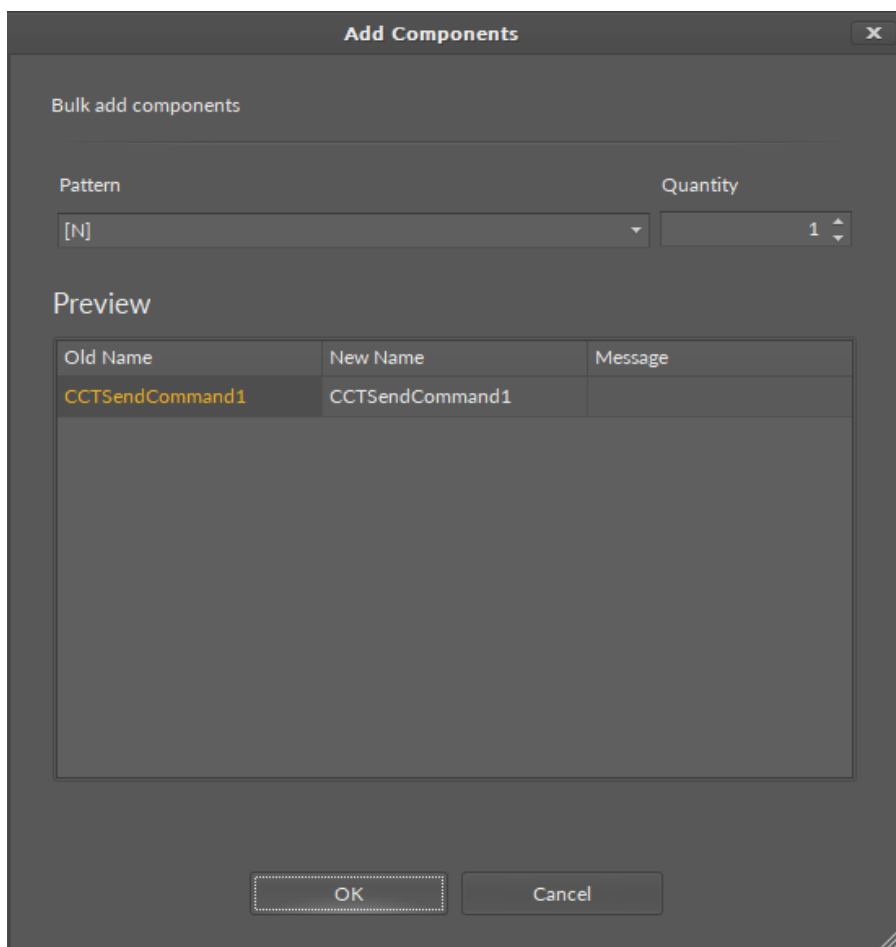 Add Components
Bulk add components
Pattern Quantity
[N] 1
Preview
Old Name New Name Message
CCTSendCommand1 CCTSendCommand1
OK Cancel